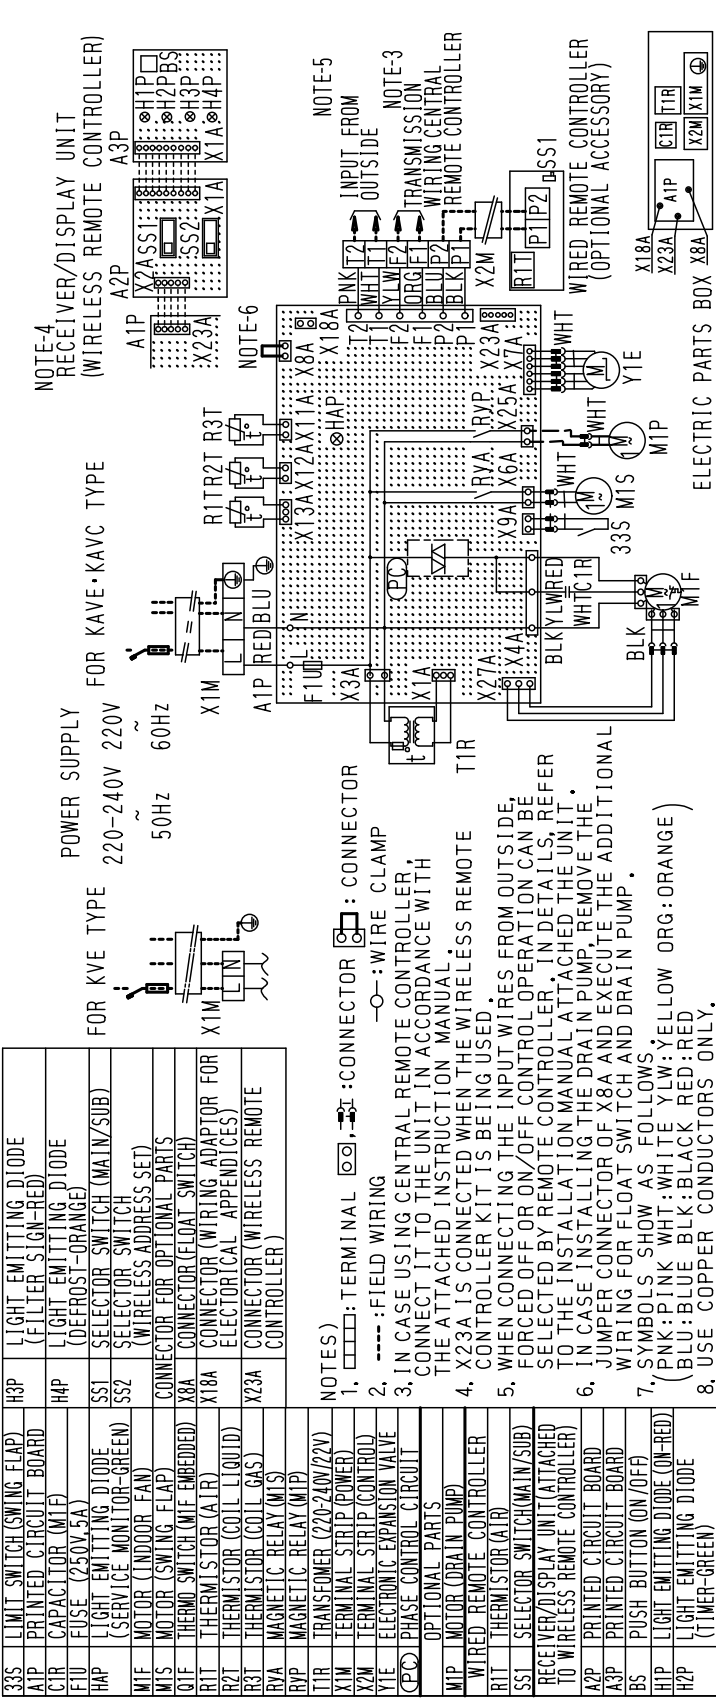 33S LIMIT SWITCH (SWING FLAP)
A1P PRINTED CIRCUIT BOARD
C1R CAPACITOR (M1F)
F1U FUSE (250V,5A)
HAP LIGHT EMITTING DIODE
(SERVICE MONITOR-GREEN)
M1F MOTOR (INDOOR FAN)
M1S MOTOR (SWING FLAP)
Q1F THERMO SWITCH (M1F EMBEDDED)
R1T THERMISTOR (AIR)
R2T THERMISTOR (COIL LIQUID)
R3T THERMISTOR (COIL GAS)
RyA MAGNETIC RELAY (M1S)
RyP MAGNETIC RELAY (M1P)
T1R TRANSFOMER (220-240V/22V)
X1M TERMINAL STRIP (POWER)
X2M TERMINAL STRIP (CONTROL)
Y1E ELECTRONIC EXPANSION VALVE
PC PHASE CONTROL CIRCUIT
OPTIONAL PARTS
M1P MOTOR (DRAIN PUMP)
WIRED REMOTE CONTROLLER
R1T THERMISTOR (AIR)
SS1 SELECTOR SWITCH (MAIN/SUB)
RECEIVER/DISPLAY UNIT (ATTACHED
TO WIRELESS REMOTE CONTROLLER)
A2P PRINTED CIRCUIT BOARD
A3P PRINTED CIRCUIT BOARD
BS PUSH BUTTON (ON/OFF)
H1P LIGHT EMITTING DIODE (ON-RED)
H2P LIGHT EMITTING DIODE
(TIMER-GREEN)
H3P LIGHT EMITTING DIODE
(FILTER SIGN-RED)
H4P LIGHT EMITTING DIODE
(DEFROST-ORANGE)
SS1 SELECTOR SWITCH (MAIN/SUB)
SS2 SELECTOR SWITCH
(WIRELESS ADDRESS SET)
CONNECTOR FOR OPTIONAL PARTS
X8A CONNECTOR (FLOAT SWITCH)
X18A CONNECTOR (WIRING ADAPTOR FOR
ELECTORICAL APPENDICES)
X23A CONNECTOR (WIRELESS REMOTE
CONTROLLER)
NOTES)
1. : TERMINAL , : CONNECTOR : CONNECTOR
2. : FIELD WIRING : WIRE CLAMP
3. IN CASE USING CENTRAL REMOTE CONTROLLER,
CONNECT IT TO THE UNIT IN ACCORDANCE WITH
THE ATTACHED INSTRUCTION MANUAL.
4. X23A IS CONNECTED WHEN THE WIRELESS REMOTE
CONTROLLER KIT IS BEING USED.
5. WHEN CONNECTING THE INPUT WIRES FROM OUTSIDE,
FORCED OFF OR ON/OFF CONTROL OPERATION CAN BE
SELECTED BY REMOTE CONTROLLER. IN DETAILS, REFER
TO THE INSTALLATION MANUAL ATTACHED THE UNIT.
6. IN CASE INSTALLING THE DRAIN PUMP, REMOVE THE
JUMPER CONNECTOR OF X8A AND EXECUTE THE ADDITIONAL
WIRING FOR FLOAT SWITCH AND DRAIN PUMP.
7. SYMBOLS SHOW AS FOLLOWS.
(PNK:PINK WHT:WHITE YLW:YELLOW ORG:ORANGE
BLU:BLUE BLK:BLACK RED:RED)
8. USE COPPER CONDUCTORS ONLY.
FOR KVE TYPE
X1M
L N
POWER SUPPLY
220-240V 220V
~ ~
50Hz 60Hz
FOR KAVE·KAVC TYPE
X1M
L N
A1P RED BLU
L N
F1U
R1T R2T R3T
t° t° t°
X13A X12A X11A
HAP
NOTE-6
X8A
X18A
X3A
X1A
X27A
T1R
t°
PC
X4A
X9A X6A X25A X7A
X23A
RyA RyP
BLK YLW RED
WHT C1R
BLK
M1F
M 1~
33S
M1S
M 1~
WHT
M1P
M 1~
WHT
Y1E
M
WHT
T2 T1 F2 F1 P2 P1
PNK WHT YLW ORG BLU BLK
T2 T1 F2 F1 P2 P1
X2M
NOTE-5
INPUT FROM
OUTSIDE
NOTE-3
TRANSMISSION
WIRING CENTRAL
REMOTE CONTROLLER
R1T P1 P2 SS1
WIRED REMOTE CONTROLLER
(OPTIONAL ACCESSORY)
NOTE-4
RECEIVER/DISPLAY UNIT
(WIRELESS REMOTE CONTROLLER)
A1P A2P A3P
X23A
X2A SS1
SS2
X1A
X1A
H1P
H2P BS
H3P
H4P
ELECTRIC PARTS BOX
X18A
X23A
X8A
A1P
C1R T1R
X2M X1M